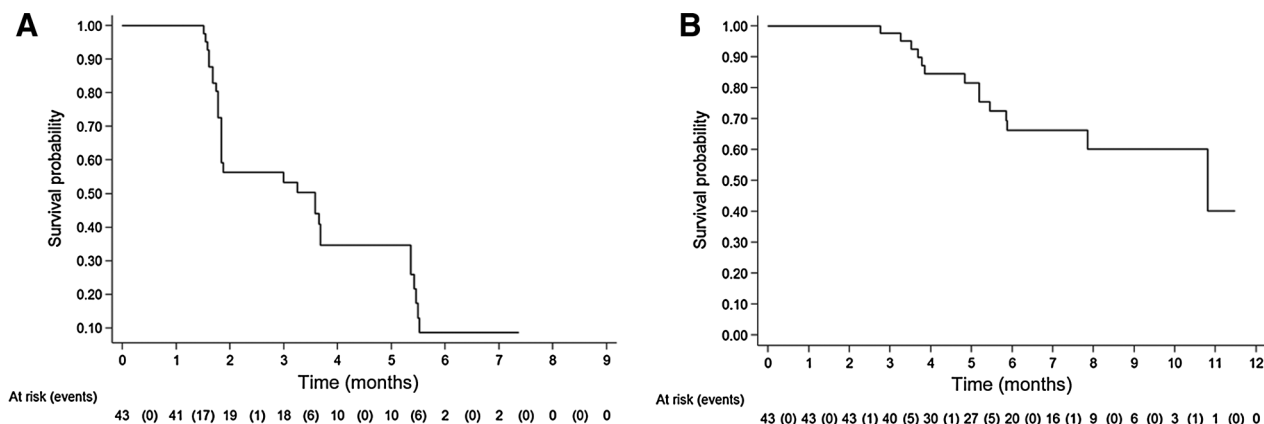 A
1.00
0.90
0.80
0.70
0.60
0.50
0.40
0.30
0.20
0.10
Survival probability
0 1 2 3 4 5 6 7 8 9
Time (months)
At risk (events)
43 (0) 41 (17) 19 (1) 18 (6) 10 (0) 10 (6) 2 (0) 2 (0) 0 (0) 0
B
1.00
0.90
0.80
0.70
0.60
0.50
0.40
0.30
0.20
0.10
0.00
Survival probability
0 1 2 3 4 5 6 7 8 9 10 11 12
Time (months)
At risk (events)
43 (0) 43 (0) 43 (1) 40 (5) 30 (1) 27 (5) 20 (0) 16 (1) 9 (0) 6 (0) 3 (1) 1 (0) 0